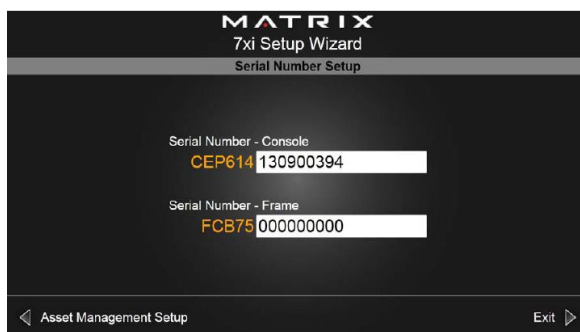 MATRIX
7xi Setup Wizard
Serial Number Setup
Serial Number - Console
CEP614 130900394
Serial Number - Frame
FCB75 000000000
Asset Management Setup Exit